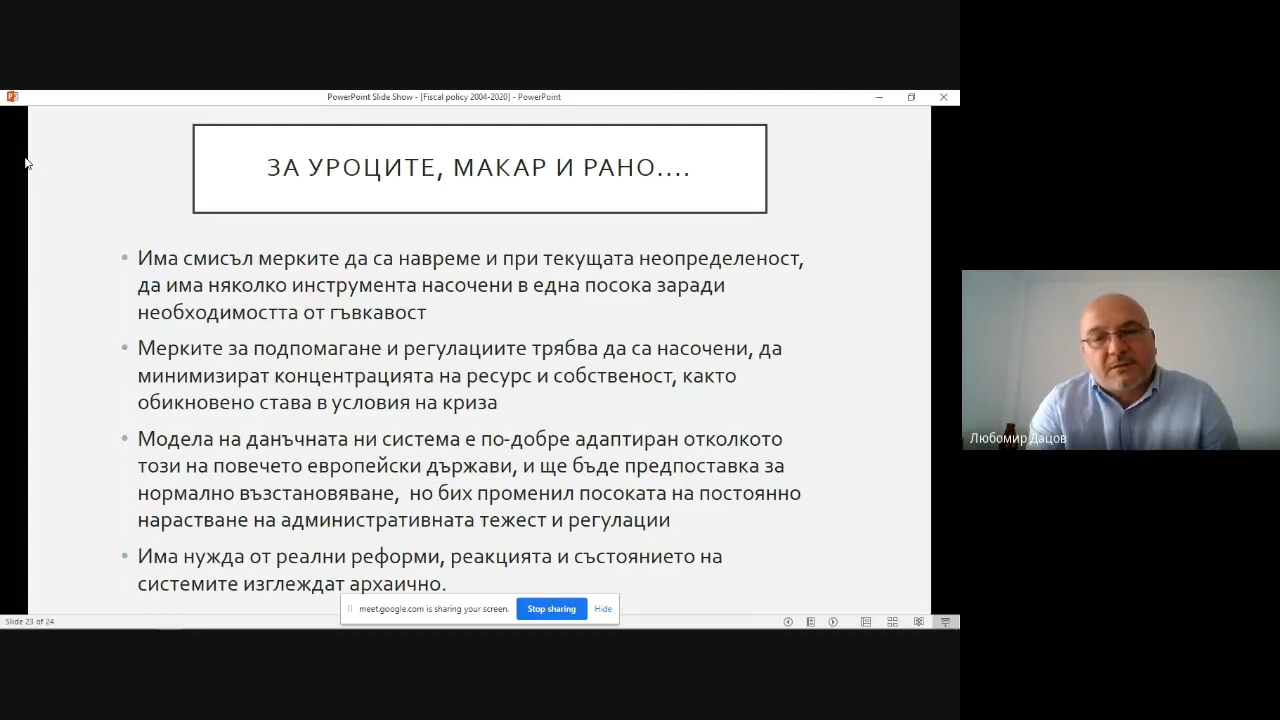 PowerPoint Slide Show - [Fiscal policy 2004-2020] - PowerPoint
ЗА УРОЦИТЕ, МАКАР И РАНО....
Има смисъл мерките да са навреме и при текущата неопределеност,
да има няколко инструмента насочени в една посока заради
необходимостта от гъвкавост
Мерките за подпомагане и регулациите трябва да са насочени, да
минимизират концентрацията на ресурс и собственост, както
обикновено става в условия на криза
Модела на данъчната ни система е по-добре адаптиран отколкото
този на повечето европейски държави, и ще бъде предпоставка за
нормално възстановяване, но бих променил посоката на постоянно
нарастване на административната тежест и регулации
Има нужда от реални реформи, реакцията и състоянието на
системите изглеждат архаично.
meet.google.com is sharing your screen.
Stop sharing
Hide
Slide 23 of 24
Любомир Дацов